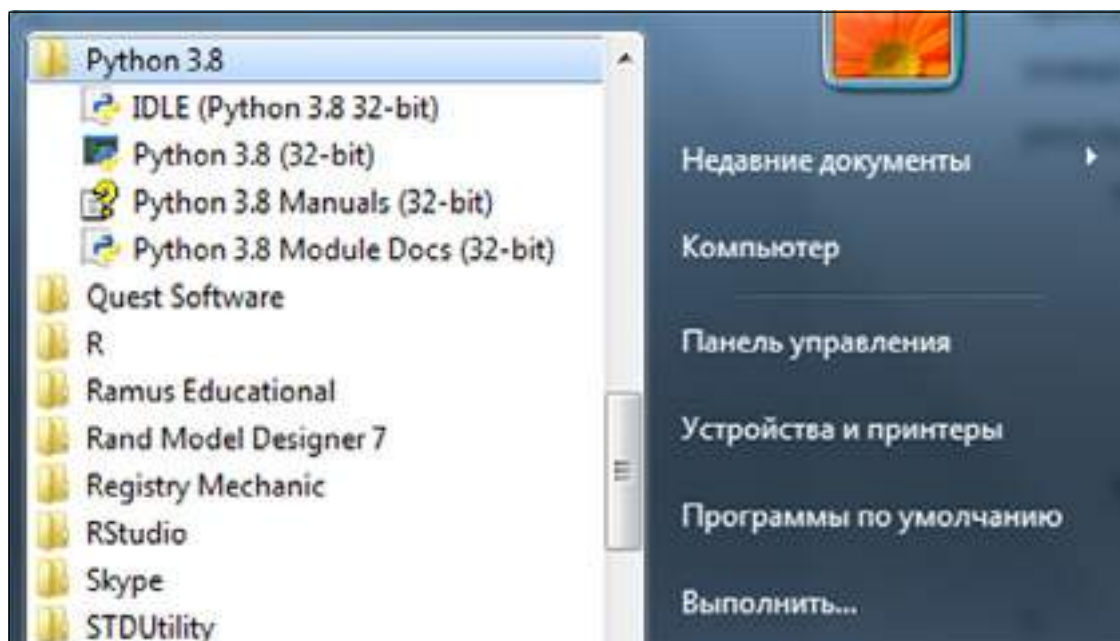 Python 3.8
IDLE (Python 3.8 32-bit)
Python 3.8 (32-bit)
Python 3.8 Manuals (32-bit)
Python 3.8 Module Docs (32-bit)
Quest Software
R
Ramus Educational
Rand Model Designer 7
Registry Mechanic
RStudio
Skype
STDUtility
Недавние документы
Компьютер
Панель управления
Устройства и принтеры
Программы по умолчанию
Выполнить...